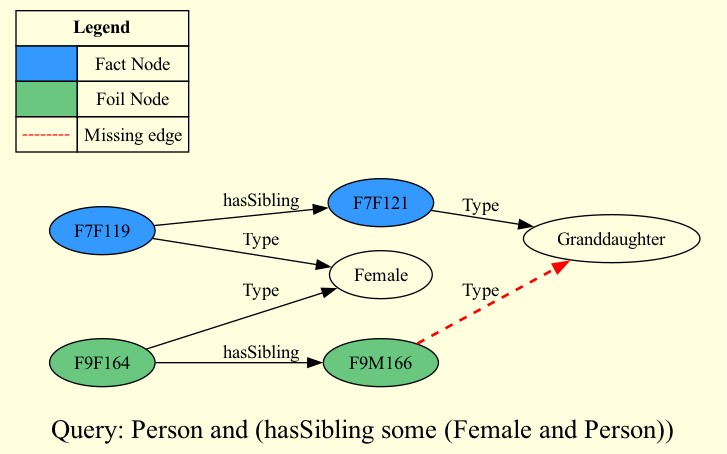 Legend
Fact Node
Foil Node
Missing edge
hasSibling
F7F121
Type
F7F119
Type
Granddaughter
Female
Type
F9F164
hasSibling
F9M166
Type
Query: Person and (hasSibling some (Female and Person))